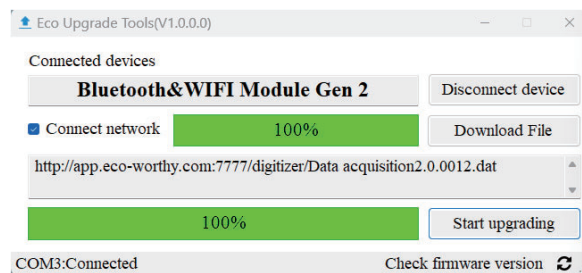 Eco Upgrade Tools(V1.0.0.0)
Connected devices
Bluetooth&WIFI Module Gen 2
Disconnect device
Connect network
100%
Download File
http://app.eco-worthy.com:7777/digitizer/Data acquisition2.0.0012.dat
100%
Start upgrading
COM3:Connected
Check firmware version